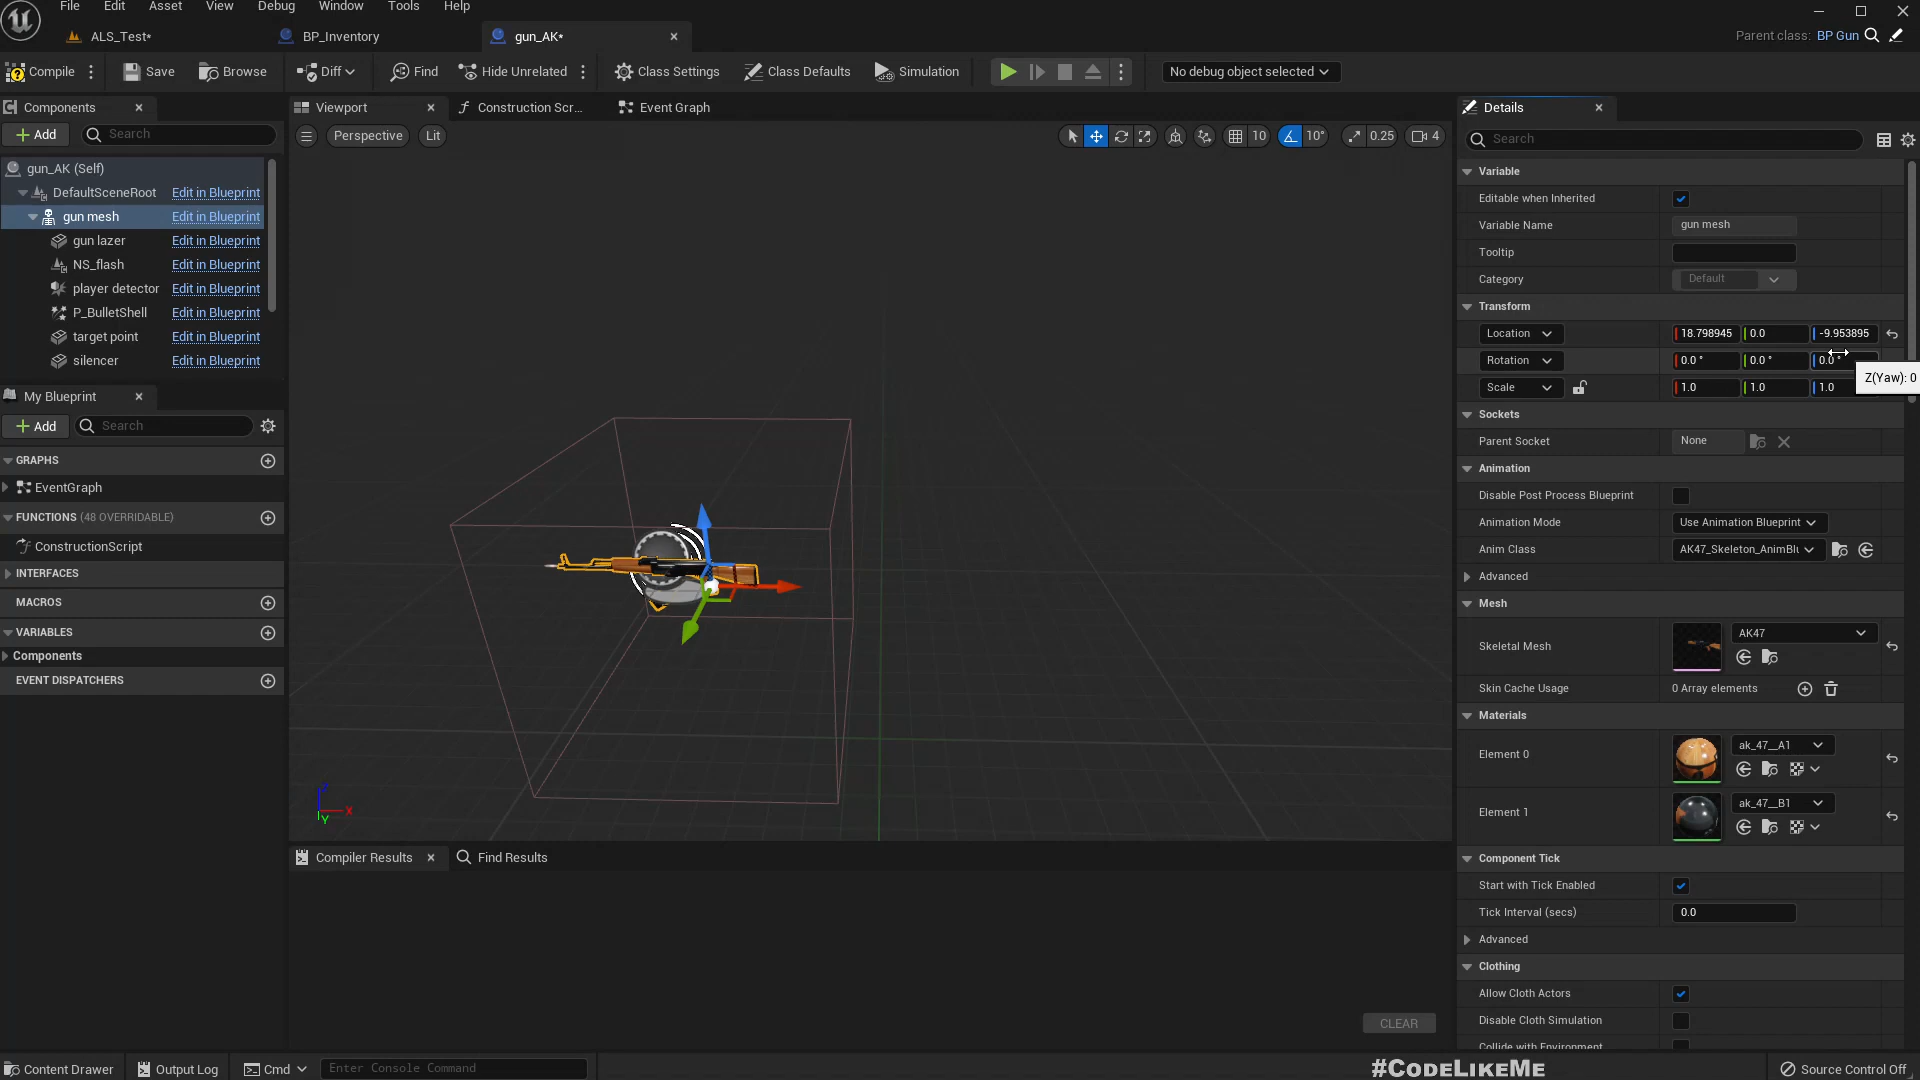 File Edit Asset View Debug Window Tools Help
ALS_Test* BP_Inventory gun_AK*
Parent class: BP Gun
Compile Save Browse Diff Find Hide Unrelated Class Settings Class Defaults Simulation No debug object selected
Components
Add Search
gun_AK (Self)
DefaultSceneRoot Edit in Blueprint
gun mesh Edit in Blueprint
gun lazer Edit in Blueprint
NS_flash Edit in Blueprint
player detector Edit in Blueprint
P_BulletShell Edit in Blueprint
target point Edit in Blueprint
silencer Edit in Blueprint
My Blueprint
Add Search
GRAPHS
EventGraph
FUNCTIONS (48 OVERRIDABLE)
ConstructionScript
INTERFACES
MACROS
VARIABLES
Components
EVENT DISPATCHERS
Viewport Construction Scr... Event Graph
Perspective Lit 10 10° 0.25 4
Z
X
Y
Compiler Results Find Results
CLEAR
Details
Search
Variable
Editable when Inherited
Variable Name gun mesh
Tooltip
Category Default
Transform
Location 18.798945 0.0 -9.953895
Rotation 0.0 ° 0.0 ° 0.0 °
Z(Yaw): 0
Scale 1.0 1.0 1.0
Sockets
Parent Socket None
Animation
Disable Post Process Blueprint
Animation Mode Use Animation Blueprint
Anim Class AK47_Skeleton_AnimBlu
Advanced
Mesh
Skeletal Mesh AK47
Skin Cache Usage 0 Array elements
Materials
Element 0 ak_47__A1
Element 1 ak_47__B1
Component Tick
Start with Tick Enabled
Tick Interval (secs) 0.0
Advanced
Clothing
Allow Cloth Actors
Disable Cloth Simulation
Collide with Environment
Content Drawer Output Log Cmd Enter Console Command
#CODELIKEME
Source Control Off